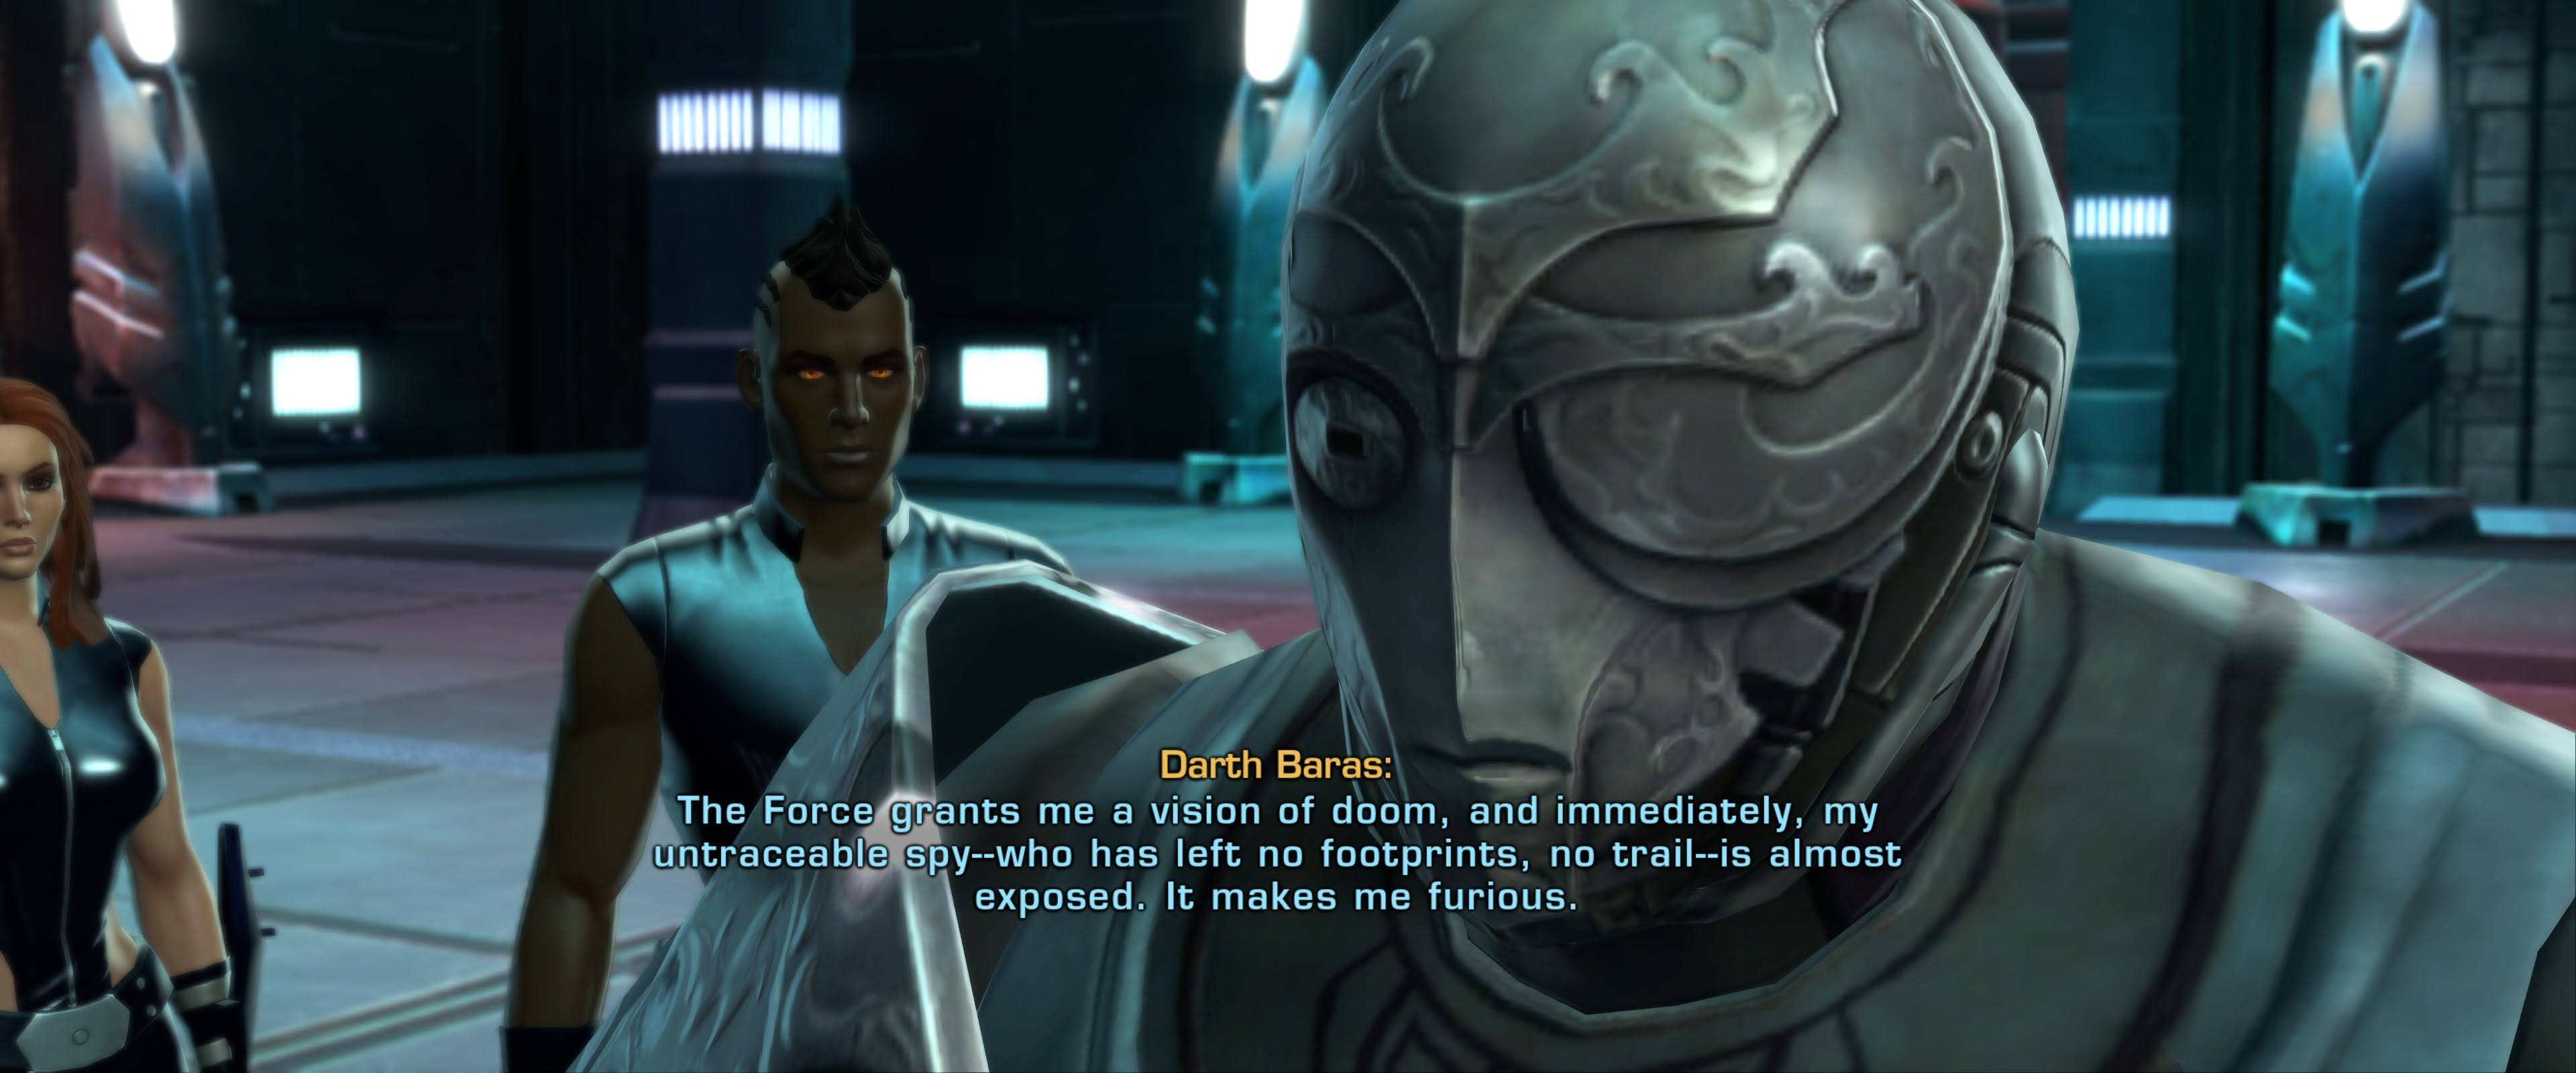 Darth Baras:
The Force grants me a vision of doom, and immediately, my
untraceable spy--who has left no footprints, no trail--is almost
exposed. It makes me furious.